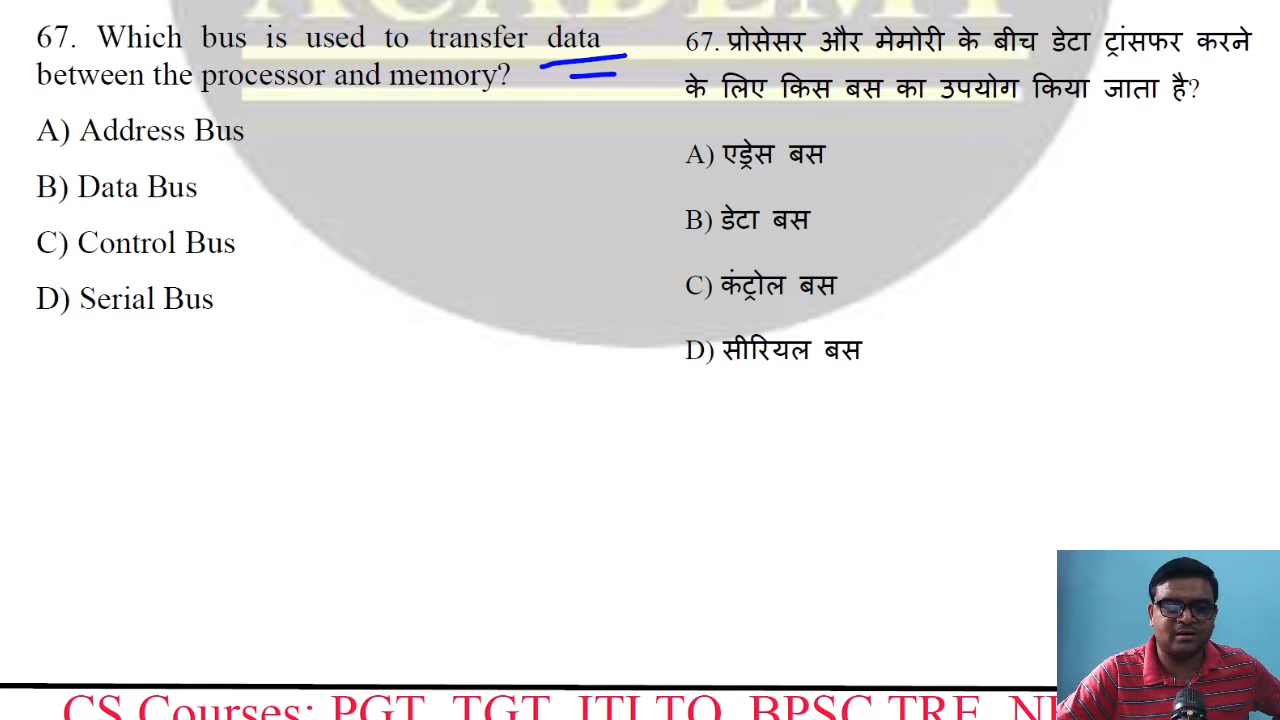 ACADEMY
67. Which bus is used to transfer data
between the processor and memory?
A) Address Bus
B) Data Bus
C) Control Bus
D) Serial Bus
67. प्रोसेसर और मेमोरी के बीच डेटा ट्रांसफर करने
के लिए किस बस का उपयोग किया जाता है?
A) एड्रेस बस
B) डेटा बस
C) कंट्रोल बस
D) सीरियल बस
CS Courses: PGT, TGT, ITI, TO, BPSC TRE,